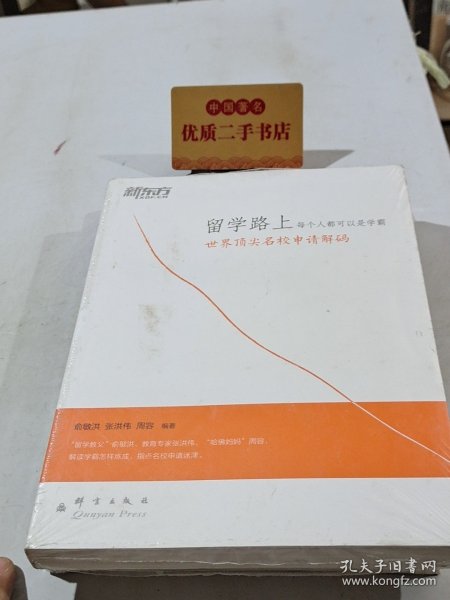 中国著名
优质二手书店
新东方
XDF.CN
留学路上 每个人都可以是学霸
世界顶尖名校申请解码
俞敏洪 张洪伟 周容 编著
“留学教父”俞敏洪、教育专家张洪伟、“哈佛妈妈”周容，
解读学霸怎样炼成，指点名校申请迷津。
群言出版社
Qunyan Press
孔夫子旧书网
www.kongfz.com